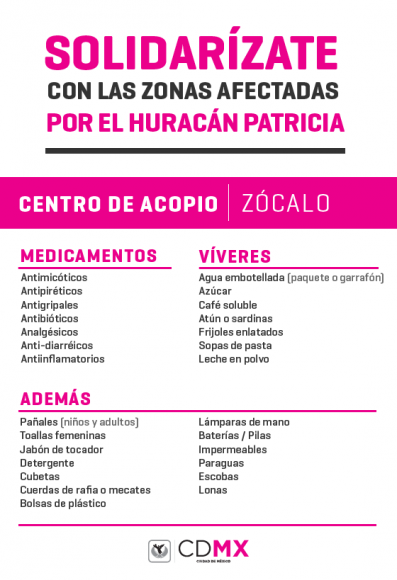 SOLIDARÍZATE
CON LAS ZONAS AFECTADAS
POR EL HURACÁN PATRICIA
CENTRO DE ACOPIO | ZÓCALO
MEDICAMENTOS
Antimicóticos
Antipiréticos
Antigripales
Antibióticos
Analgésicos
Anti-diarréicos
Antiinflamatorios
VÍVERES
Agua embotellada (paquete o garrafón)
Azúcar
Café soluble
Atún o sardinas
Frijoles enlatados
Sopas de pasta
Leche en polvo
ADEMÁS
Pañales (niños y adultos)
Toallas femeninas
Jabón de tocador
Detergente
Cubetas
Cuerdas de rafia o mecates
Bolsas de plástico
Lámparas de mano
Baterías / Pilas
Impermeables
Paraguas
Escobas
Lonas
CDMX
CIUDAD DE MÉXICO